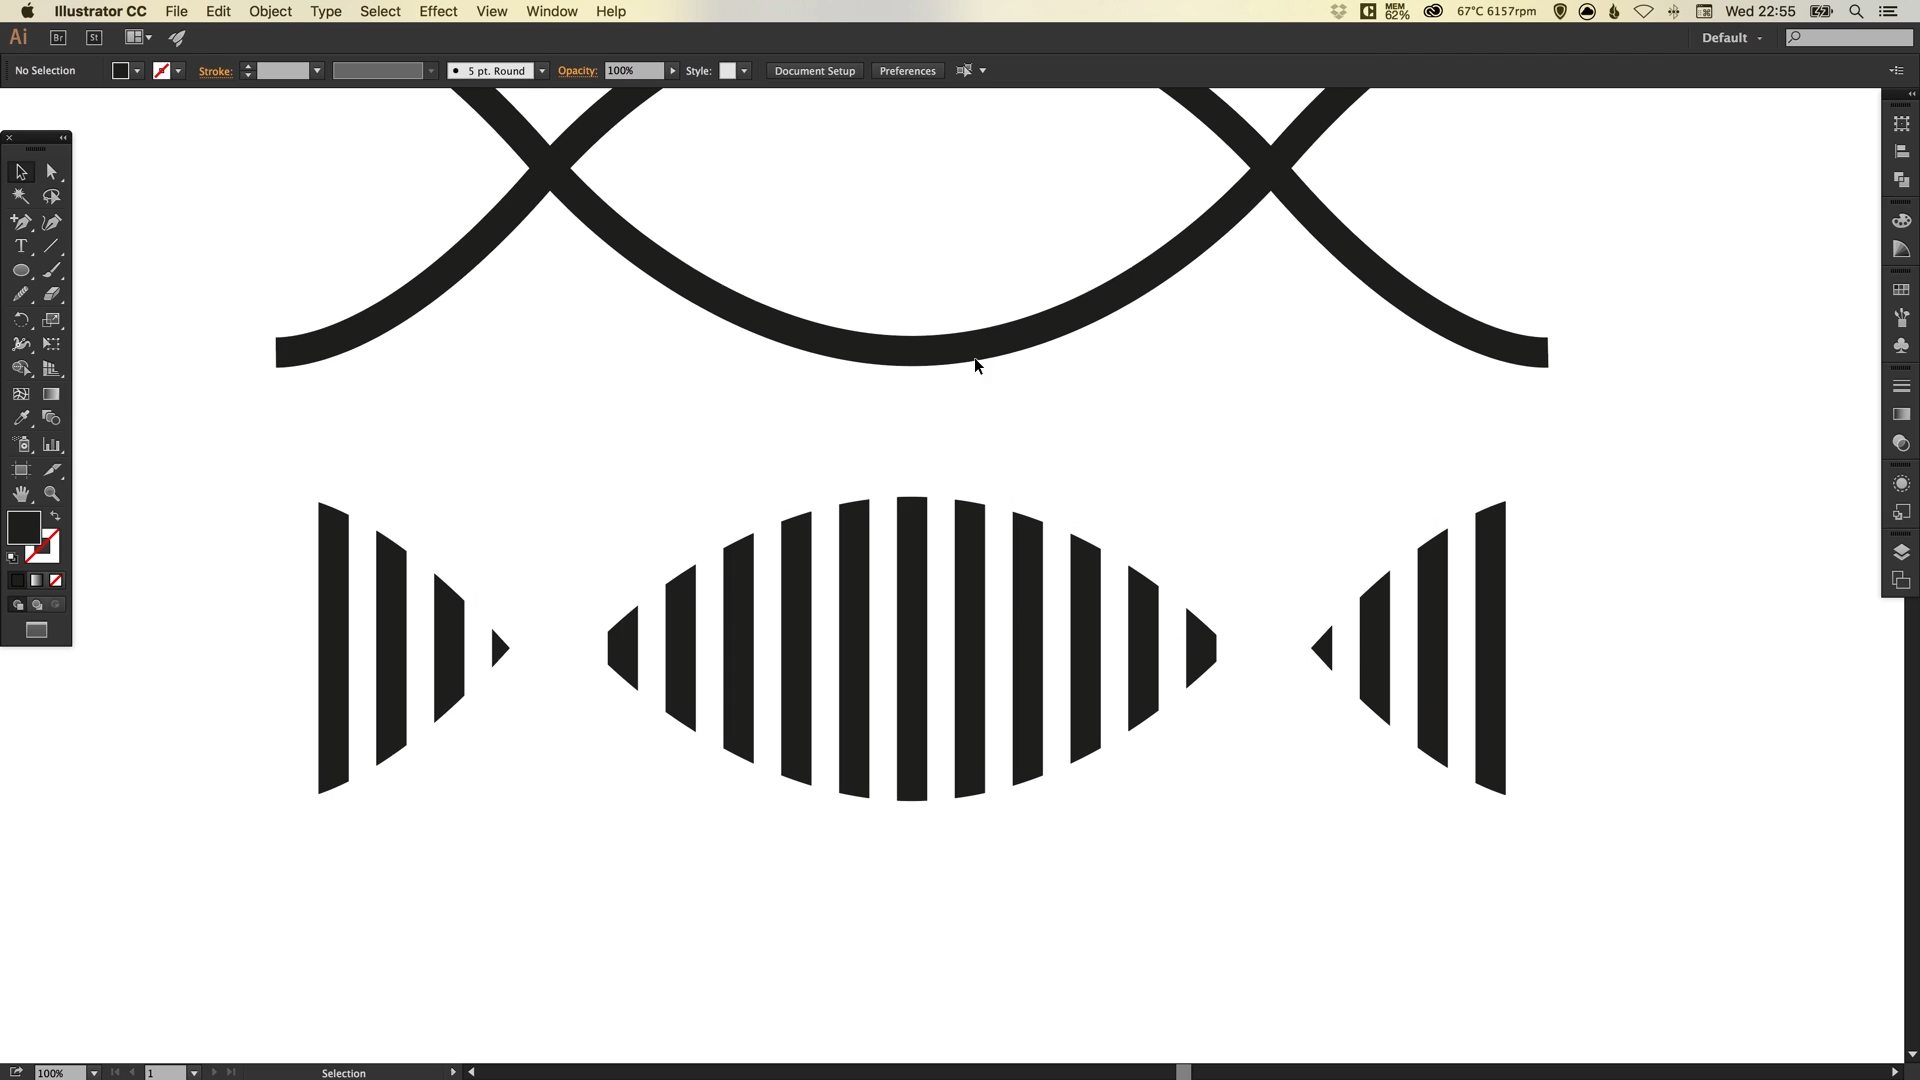 Illustrator CC File Edit Object Type Select Effect View Window Help MEM 62% 67°C 6157rpm Wed 22:55
Ai Br St Default
No Selection Stroke: 5 pt. Round Opacity: 100% Style: Document Setup Preferences
T
100% 1 Selection